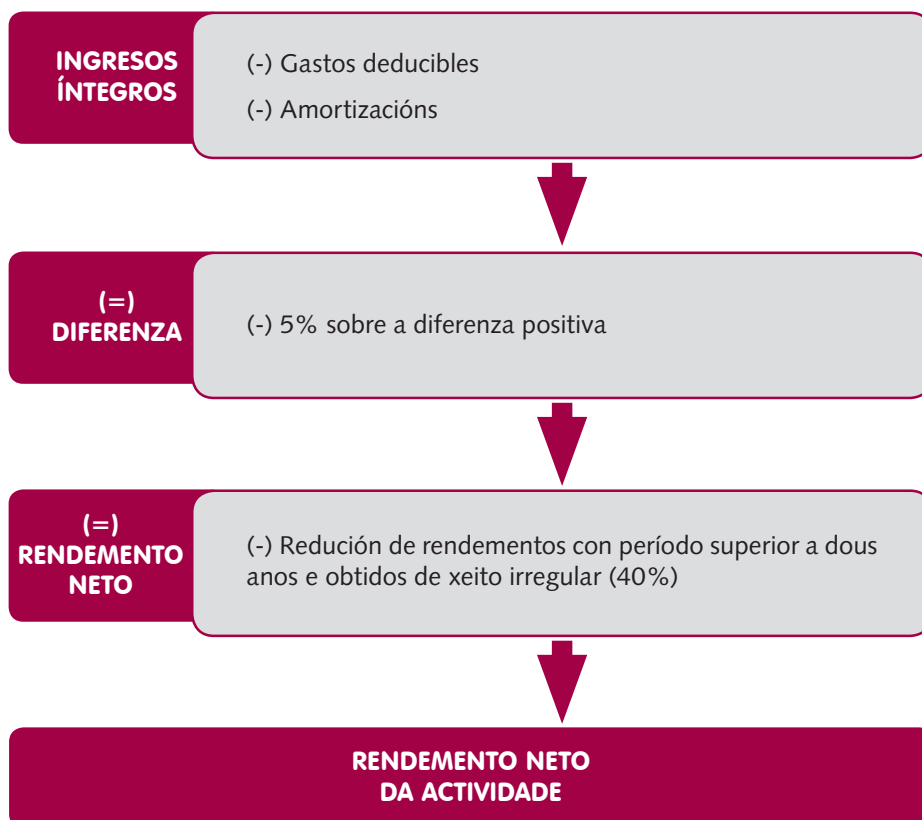 INGRESOS
ÍNTEGROS
(-) Gastos deducibles
(-) Amortizacións
(=)
DIFERENZA
(-) 5% sobre a diferenza positiva
(=)
RENDEMENTO
NETO
(-) Redución de rendementos con período superior a dous
anos e obtidos de xeito irregular (40%)
RENDEMENTO NETO
DA ACTIVIDADE